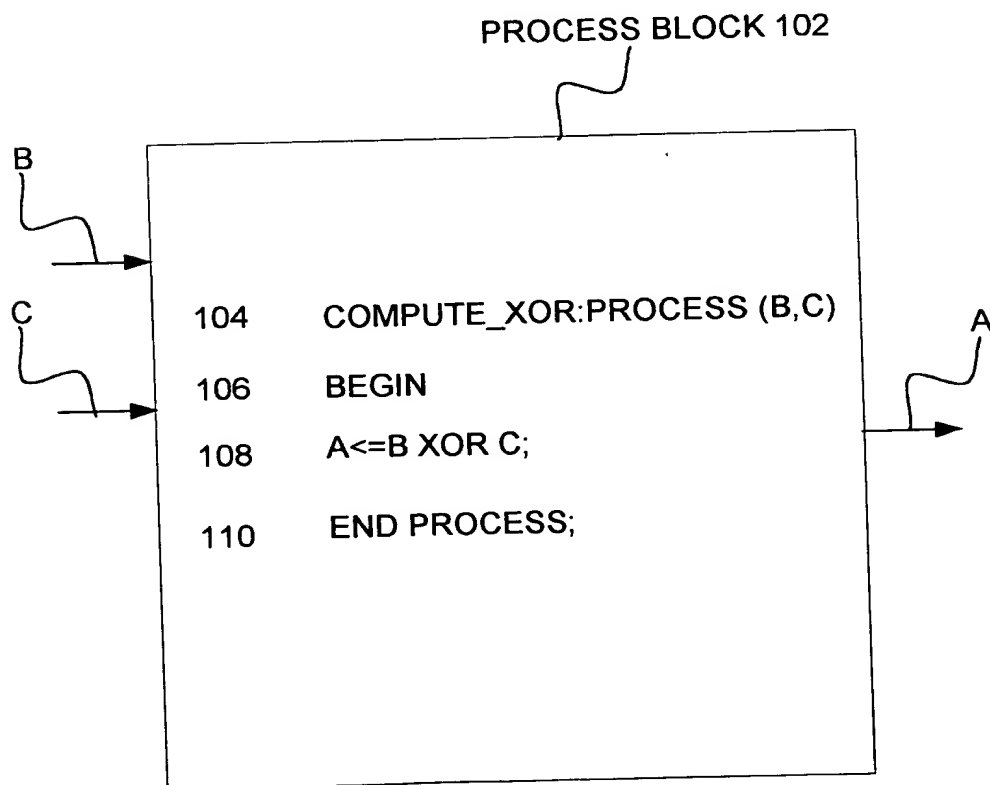 PROCESS BLOCK 102
B
C
A
104 COMPUTE_XOR:PROCESS (B,C)
106 BEGIN
108 A<=B XOR C;
110 END PROCESS;